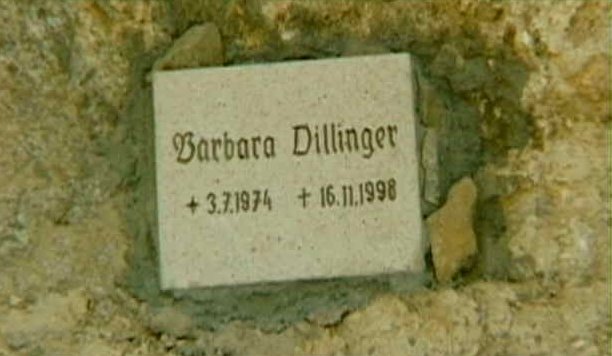 Barbara Dillinger
+ 3.7.1974 † 16.11.1998